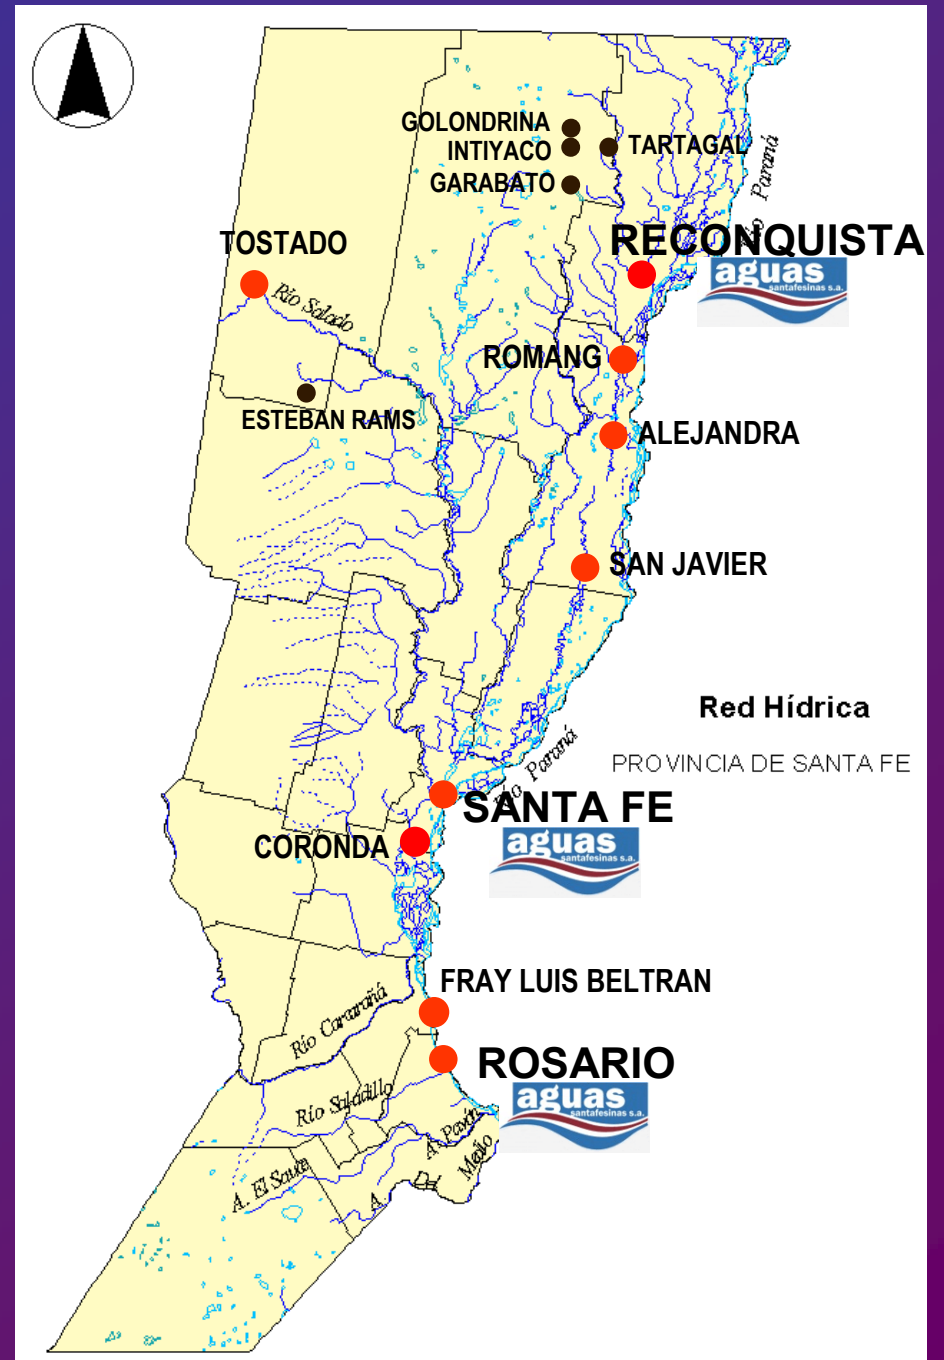 GOLONDRINA
INTIYACO
TARTAGAL
GARABATO
Río Paraná
RECONQUISTA
aguas
santafesinas s.a.
TOSTADO
Río Salado
ROMANG
ESTEBAN RAMS
ALEJANDRA
SAN JAVIER
Red Hídrica
PROVINCIA DE SANTA FE
Río Paraná
SANTA FE
aguas
santafesinas s.a.
CORONDA
FRAY LUIS BELTRAN
Río Carcarañá
ROSARIO
aguas
santafesinas s.a.
Río Saladillo
A. Pavón
A. El Sauce
A. Del Medio